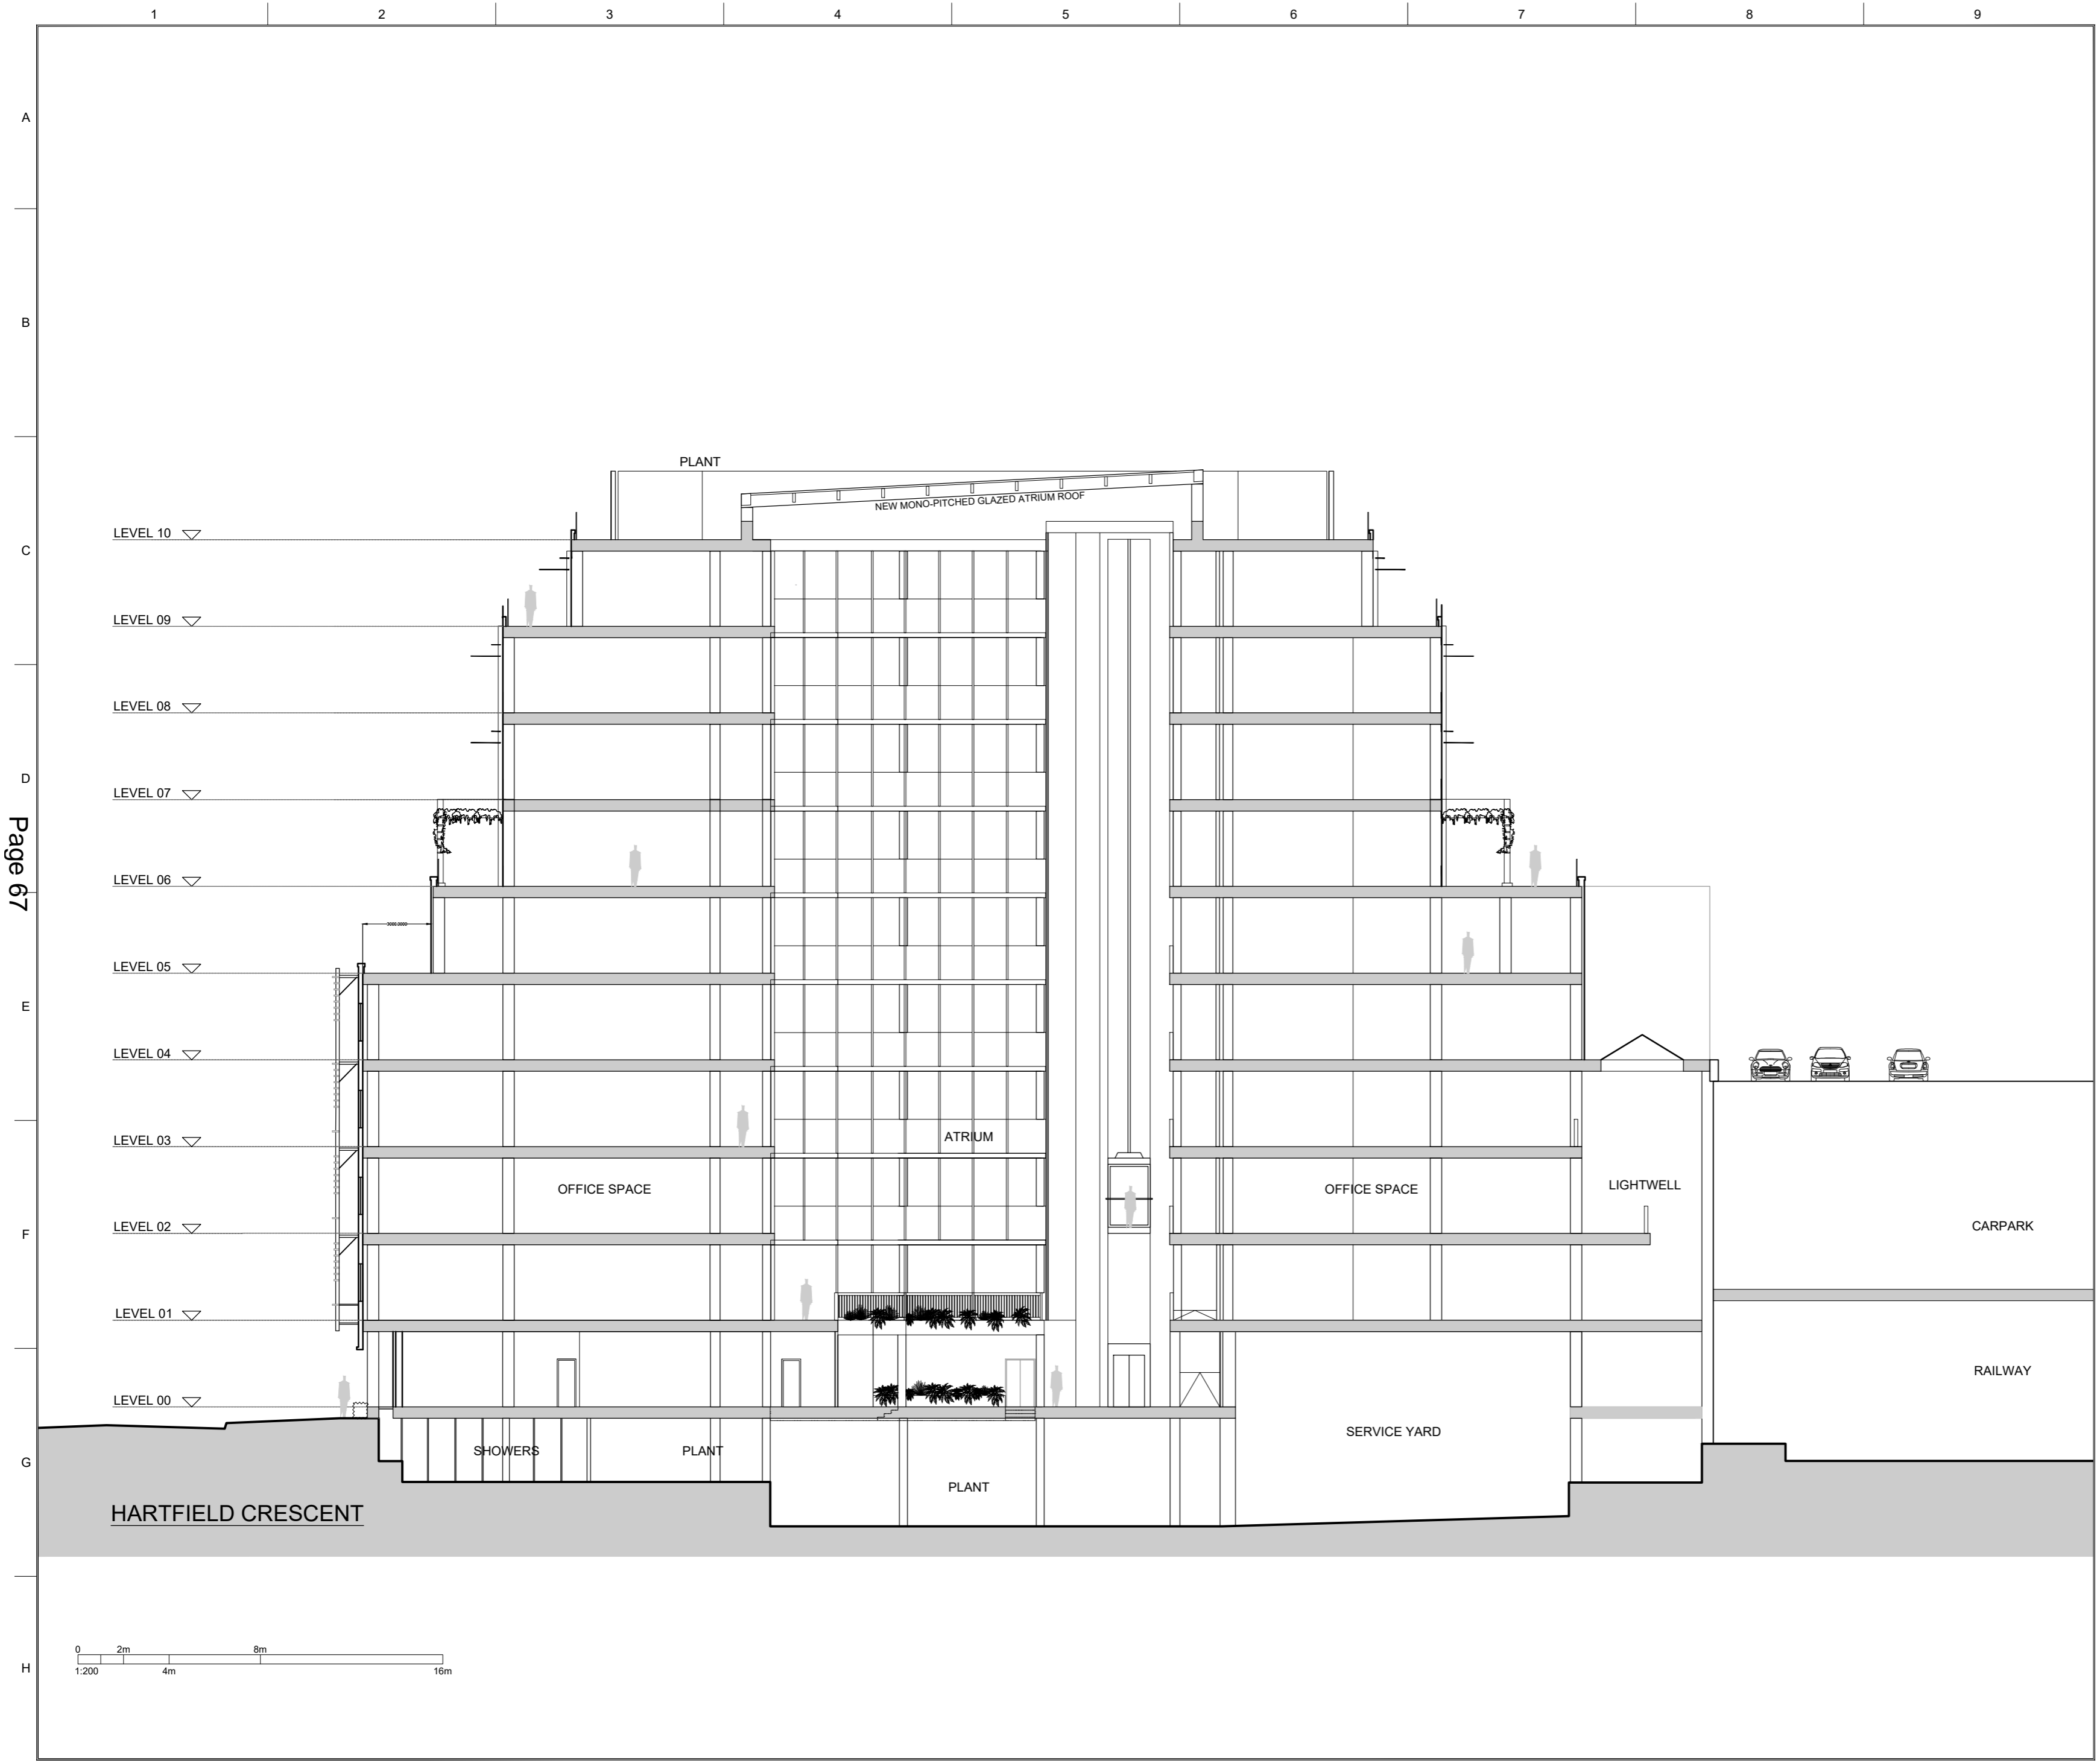 1 2 3 4 5 6 7 8 9
A
B
PLANT
NEW MONO-PITCHED GLAZED ATRIUM ROOF
LEVEL 10
C
LEVEL 09
LEVEL 08
D
LEVEL 07
Page 67
LEVEL 06
3000.0000
LEVEL 05
E
LEVEL 04
LEVEL 03
ATRIUM
OFFICE SPACE
OFFICE SPACE
LIGHTWELL
LEVEL 02
F
CARPARK
LEVEL 01
RAILWAY
LEVEL 00
SERVICE YARD
SHOWERS
PLANT
G
PLANT
HARTFIELD CRESCENT
0 2m 8m
H
1:200 4m 16m